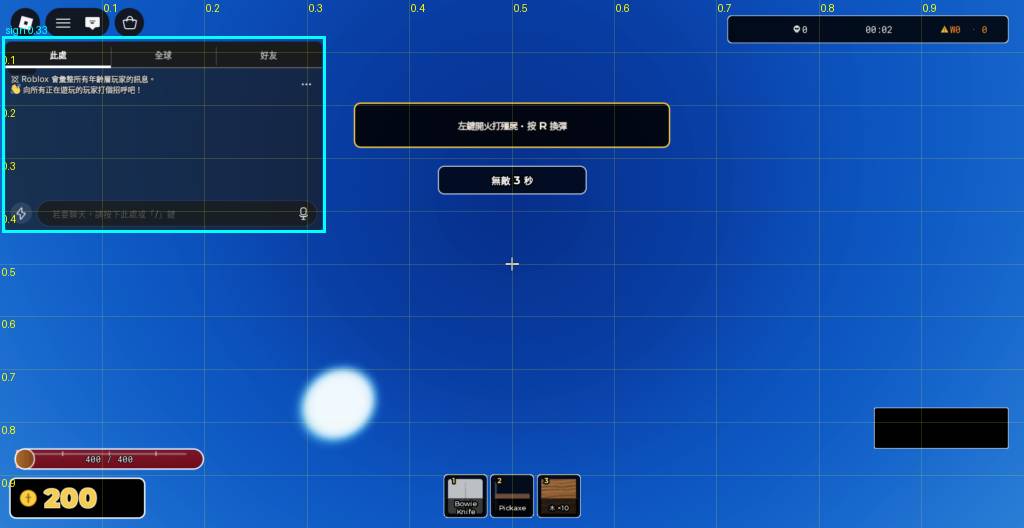 0.1 0.2 0.3 0.4 0.5 0.6 0.7 0.8 0.9
sign0.33
0.1
此處 全球 好友
Roblox 會彙整所有年齡層玩家的訊息。
向所有正在遊玩的玩家打個招呼吧！
0
00:02
W0 · 0
0.2
左鍵開火打殭屍・按 R 換彈
0.3
無敵 3 秒
0.4
若要聊天，請按下此處或「/」鍵
0.5
0.6
0.7
0.8
400 / 400
0.9
200
1
Bowie
Knife
2
Pickaxe
3
木 ×10